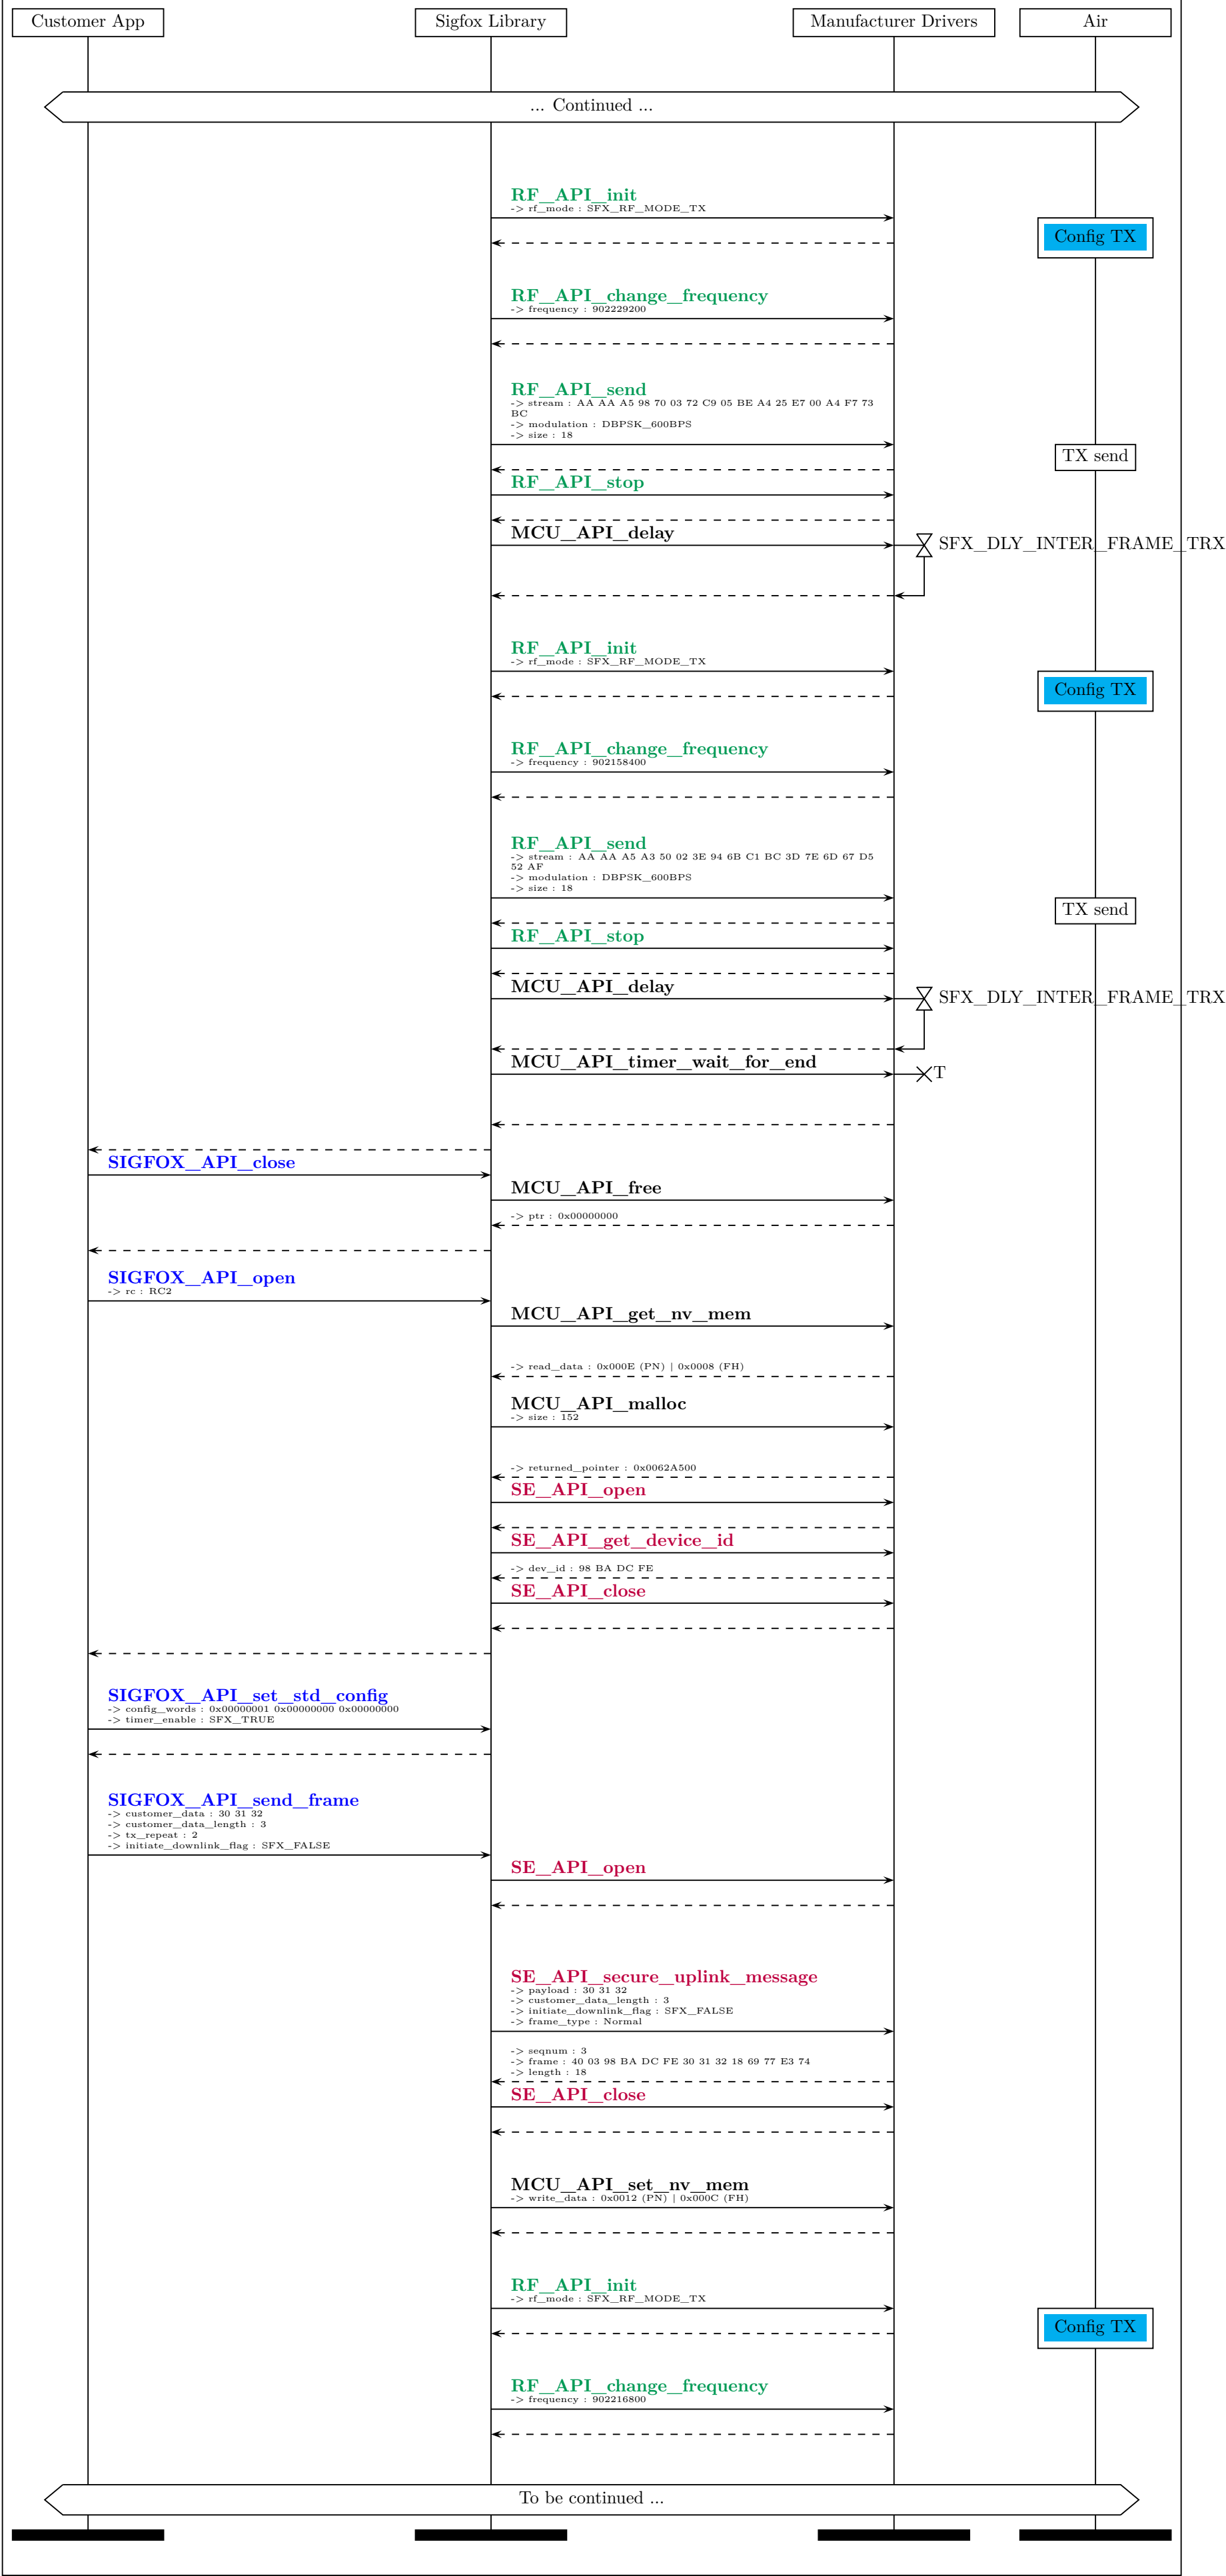 Customer App
Sigfox Library
Manufacturer Drivers
Air
... Continued ...
RF_API_init
-> rf_mode : SFX_RF_MODE_TX
Config TX
RF_API_change_frequency
-> frequency : 902229200
RF_API_send
-> stream : AA AA A5 98 70 03 72 C9 05 BE A4 25 E7 00 A4 F7 73
BC
-> modulation : DBPSK_600BPS
-> size : 18
TX send
RF_API_stop
MCU_API_delay
SFX_DLY_INTER_FRAME_TRX
RF_API_init
-> rf_mode : SFX_RF_MODE_TX
Config TX
RF_API_change_frequency
-> frequency : 902158400
RF_API_send
-> stream : AA AA A5 A3 50 02 3E 94 6B C1 BC 3D 7E 6D 67 D5
52 AF
-> modulation : DBPSK_600BPS
-> size : 18
TX send
RF_API_stop
MCU_API_delay
SFX_DLY_INTER_FRAME_TRX
MCU_API_timer_wait_for_end
T
SIGFOX_API_close
MCU_API_free
-> ptr : 0x00000000
SIGFOX_API_open
-> rc : RC2
MCU_API_get_nv_mem
-> read_data : 0x000E (PN) | 0x0008 (FH)
MCU_API_malloc
-> size : 152
-> returned_pointer : 0x0062A500
SE_API_open
SE_API_get_device_id
-> dev_id : 98 BA DC FE
SE_API_close
SIGFOX_API_set_std_config
-> config_words : 0x00000001 0x00000000 0x00000000
-> timer_enable : SFX_TRUE
SIGFOX_API_send_frame
-> customer_data : 30 31 32
-> customer_data_length : 3
-> tx_repeat : 2
-> initiate_downlink_flag : SFX_FALSE
SE_API_open
SE_API_secure_uplink_message
-> payload : 30 31 32
-> customer_data_length : 3
-> initiate_downlink_flag : SFX_FALSE
-> frame_type : Normal
-> seqnum : 3
-> frame : 40 03 98 BA DC FE 30 31 32 18 69 77 E3 74
-> length : 18
SE_API_close
MCU_API_set_nv_mem
-> write_data : 0x0012 (PN) | 0x000C (FH)
RF_API_init
-> rf_mode : SFX_RF_MODE_TX
Config TX
RF_API_change_frequency
-> frequency : 902216800
To be continued ...